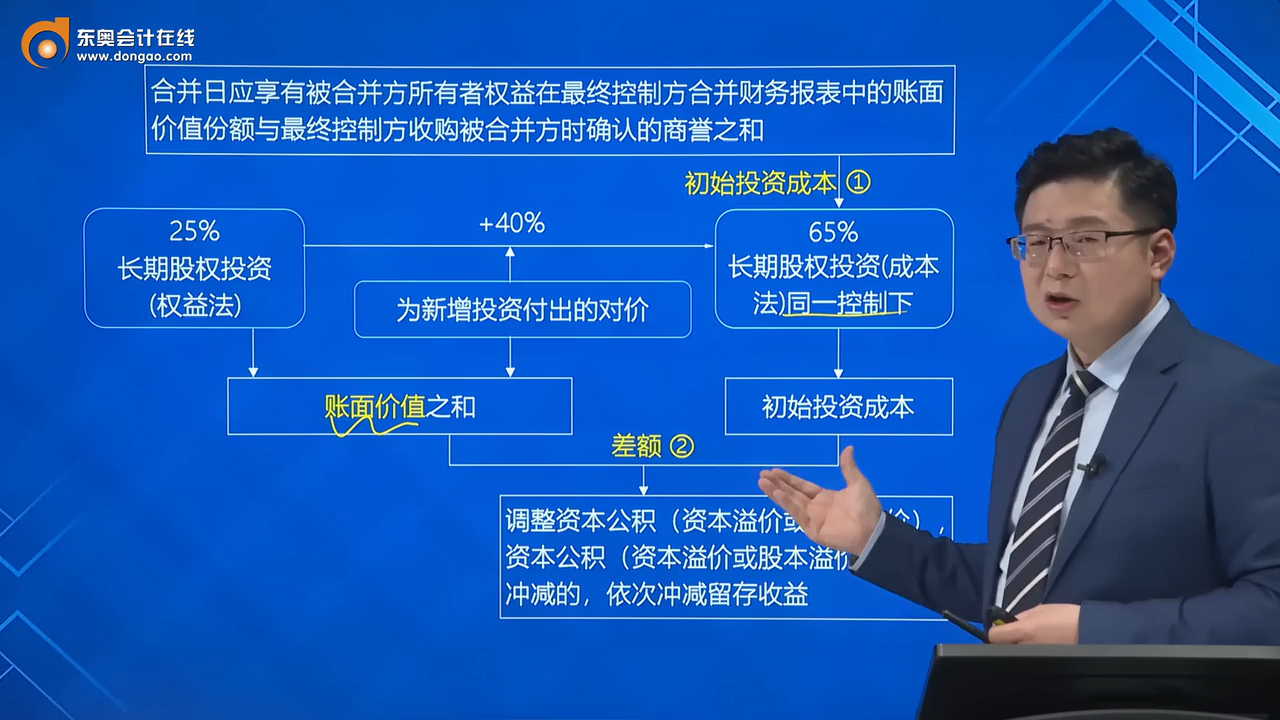 东奥会计在线
www.dongao.com
合并日应享有被合并方所有者权益在最终控制方合并财务报表中的账面
价值份额与最终控制方收购被合并方时确认的商誉之和
初始投资成本 ①
25%
长期股权投资
(权益法)
+40%
为新增投资付出的对价
65%
长期股权投资(成本
法)同一控制下
账面价值之和
初始投资成本
差额 ②
调整资本公积（资本溢价或 价），
资本公积（资本溢价或股本溢价
冲减的，依次冲减留存收益